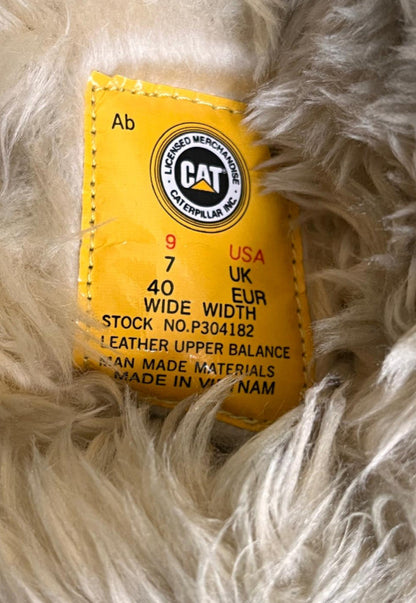 Ab
LICENSED MERCHANDISE
CAT
CATERPILLAR INC.
9 USA
7 UK
40 EUR
WIDE WIDTH
STOCK NO.P304182
LEATHER UPPER BALANCE
MAN MADE MATERIALS
MADE IN VIETNAM